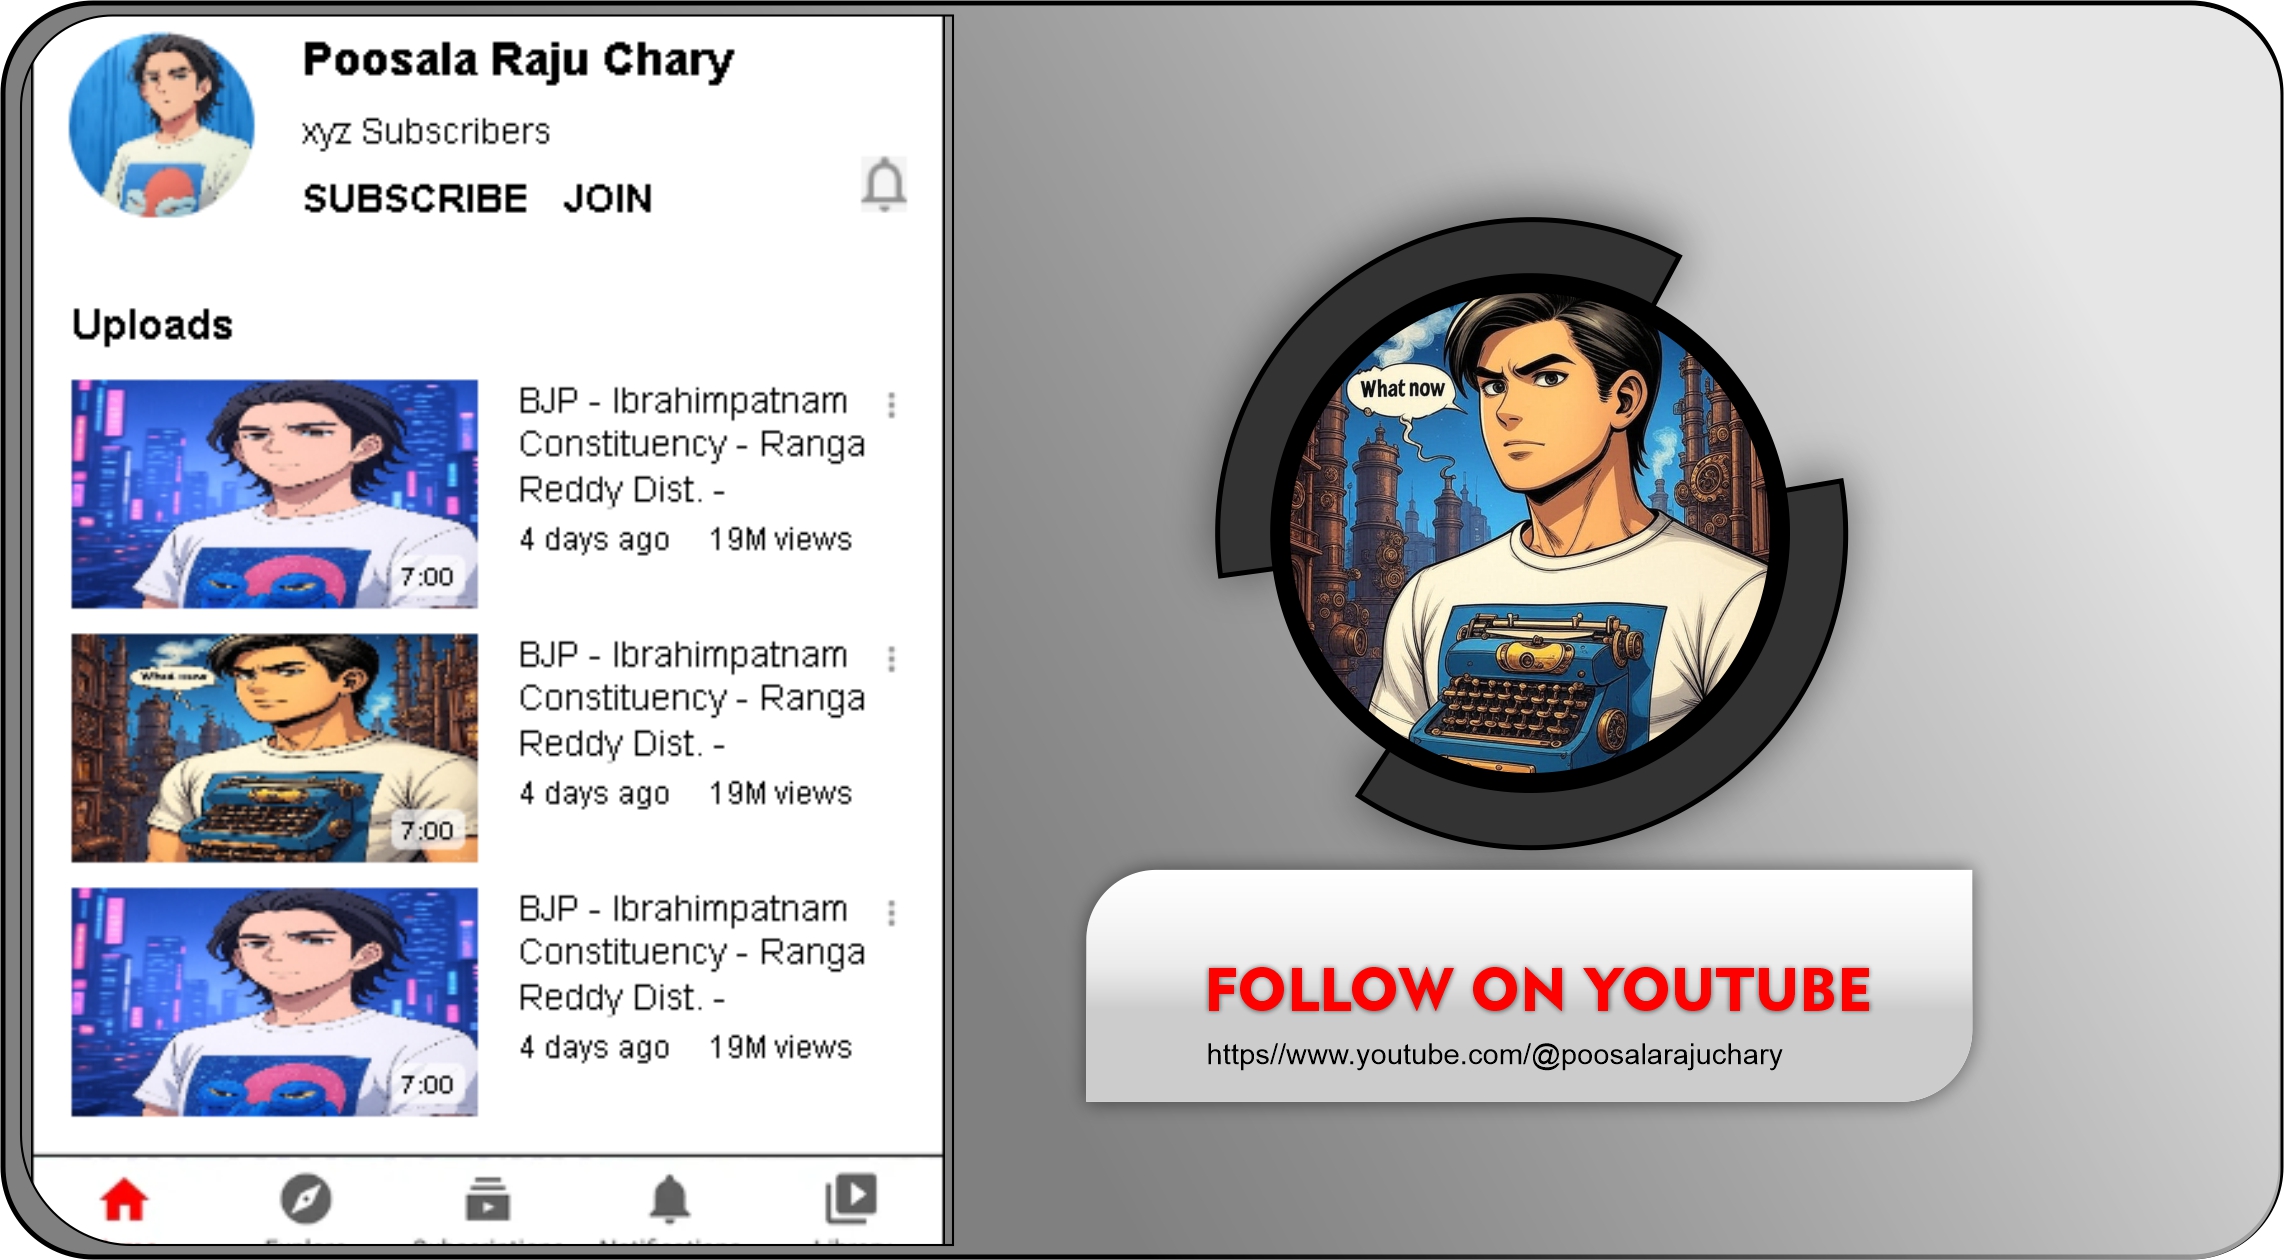 Poosala Raju Chary
xyz Subscribers
SUBSCRIBE JOIN
Uploads
BJP - Ibrahimpatnam
Constituency - Ranga
Reddy Dist. -
4 days ago 19M views
7:00
What now
BJP - Ibrahimpatnam
Constituency - Ranga
Reddy Dist. -
4 days ago 19M views
7:00
BJP - Ibrahimpatnam
Constituency - Ranga
Reddy Dist. -
4 days ago 19M views
7:00
What now
FOLLOW ON YOUTUBE
https//www.youtube.com/@poosalarajuchary